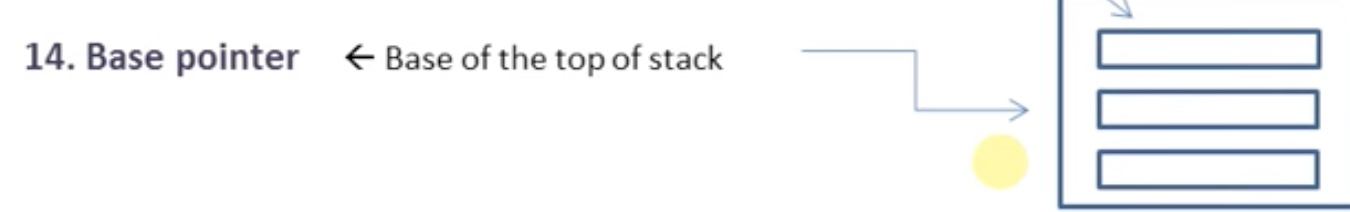 14. Base pointer ← Base of the top of stack